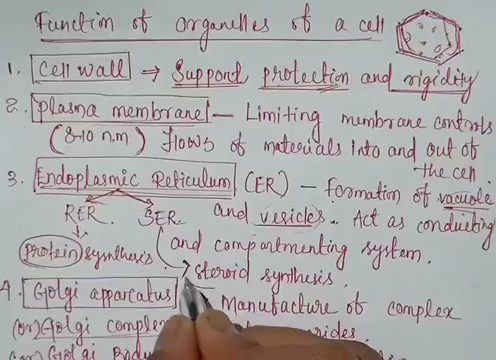 Function of organelles of a cell
1. Cell wall ⇒ Support protection and rigidity
2. Plasma membrane – Limiting membrane controls
(8-10 n.m) flows of materials into and out of
the cell
3. Endoplasmic Reticulum (ER) – Formation of vacuole
RER SER and vesicles. Act as conducting
protein synthesis. and compartmenting system.
steroid synthesis.
4. Golgi apparatus Manufacture of complex
(or) Golgi complex
(or) Golgi